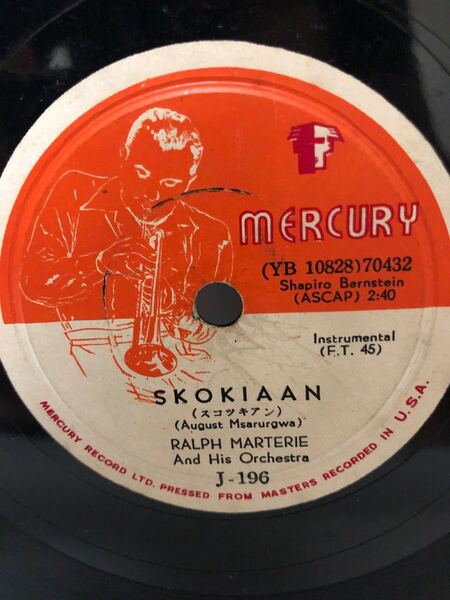 MERCURY
(YB 10828)70432
Shapiro Bernstein
(ASCAP) 2:40
Instrumental
(F.T. 45)
SKOKIAAN
(スコツキアン)
(August Msarurgwa)
RALPH MARTERIE
And His Orchestra
J-196
MERCURY RECORD LTD. PRESSED FROM MASTERS RECORDED IN U.S.A.